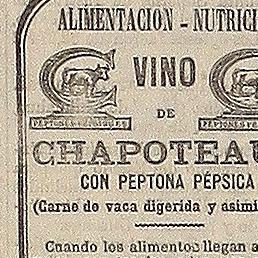 ALIMENTACION - NUTRICI
VINO
DE
CHAPOTEAU
CON PEPTONA PÉPSICA
(Carne de vaca digerida y asimi
Cuando los alimentos llegan a